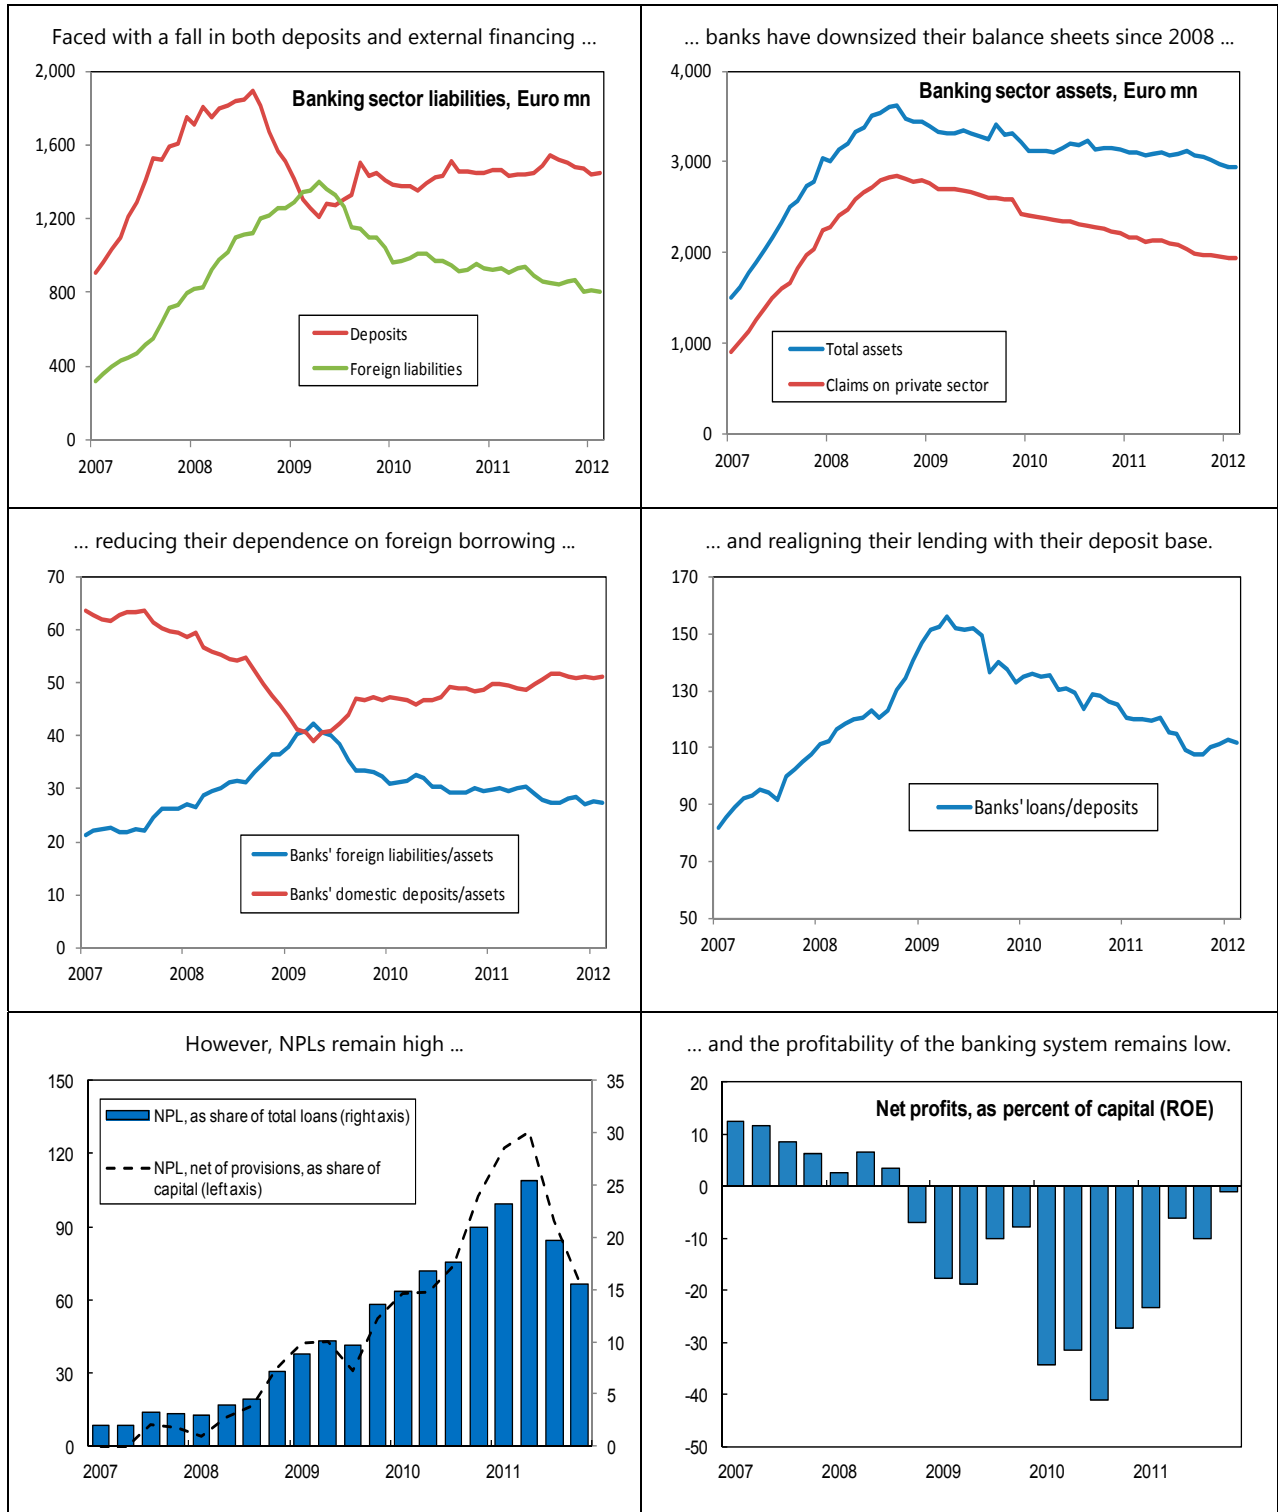 Faced with a fall in both deposits and external financing ...
2,000
1,600
1,200
800
400
0
Banking sector liabilities, Euro mn
Deposits
Foreign liabilities
2007 2008 2009 2010 2011 2012
... banks have downsized their balance sheets since 2008 ...
4,000
3,000
2,000
1,000
0
Banking sector assets, Euro mn
Total assets
Claims on private sector
2007 2008 2009 2010 2011 2012
... reducing their dependence on foreign borrowing ...
70
60
50
40
30
20
10
0
Banks' foreign liabilities/assets
Banks' domestic deposits/assets
2007 2008 2009 2010 2011 2012
... and realigning their lending with their deposit base.
170
150
130
110
90
70
50
Banks' loans/deposits
2007 2008 2009 2010 2011 2012
However, NPLs remain high ...
150
120
90
60
30
0
NPL, as share of total loans (right axis)
NPL, net of provisions, as share of
capital (left axis)
35
30
25
20
15
10
5
0
2007 2008 2009 2010 2011
... and the profitability of the banking system remains low.
20
10
0
-10
-20
-30
-40
-50
Net profits, as percent of capital (ROE)
2007 2008 2009 2010 2011